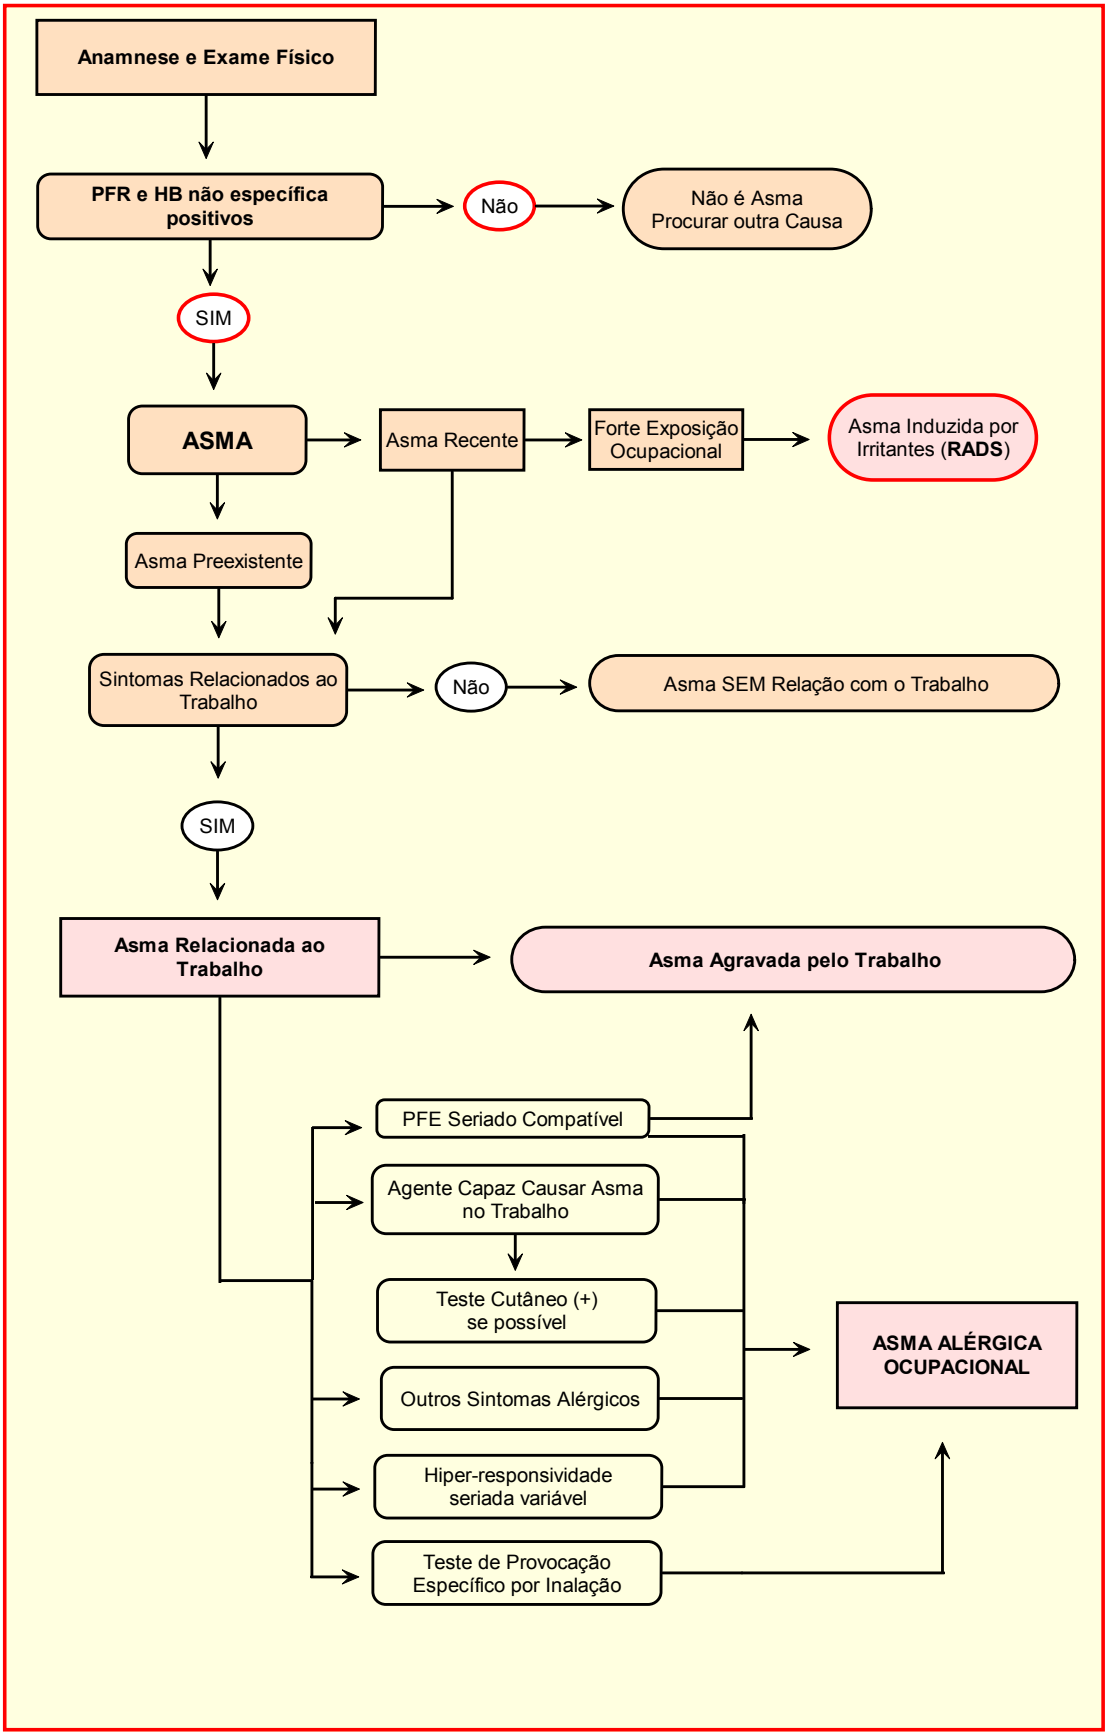 Anamnese e Exame Físico
PFR e HB não específica
positivos
Não
Não é Asma
Procurar outra Causa
SIM
ASMA
Asma Recente
Forte Exposição
Ocupacional
Asma Induzida por
Irritantes (RADS)
Asma Preexistente
Sintomas Relacionados ao
Trabalho
Não
Asma SEM Relação com o Trabalho
SIM
Asma Relacionada ao
Trabalho
Asma Agravada pelo Trabalho
PFE Seriado Compatível
Agente Capaz Causar Asma
no Trabalho
Teste Cutâneo (+)
se possível
ASMA ALÉRGICA
OCUPACIONAL
Outros Sintomas Alérgicos
Hiper-responsividade
seriada variável
Teste de Provocação
Específico por Inalação